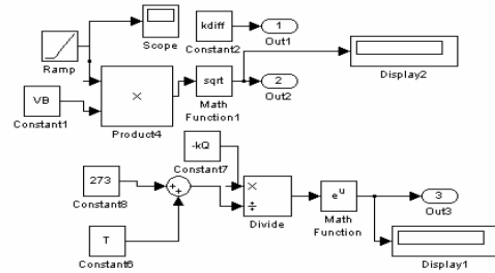 Ramp
Scope
kdiff
Constant2
1
Out1
VB
Constant1
×
Product4
sqrt
Math
Function1
2
Out2
Display2
-kQ
Constant7
273
Constant8
+
+
T
Constant6
×
÷
Divide
e^u
Math
Function
3
Out3
Display1